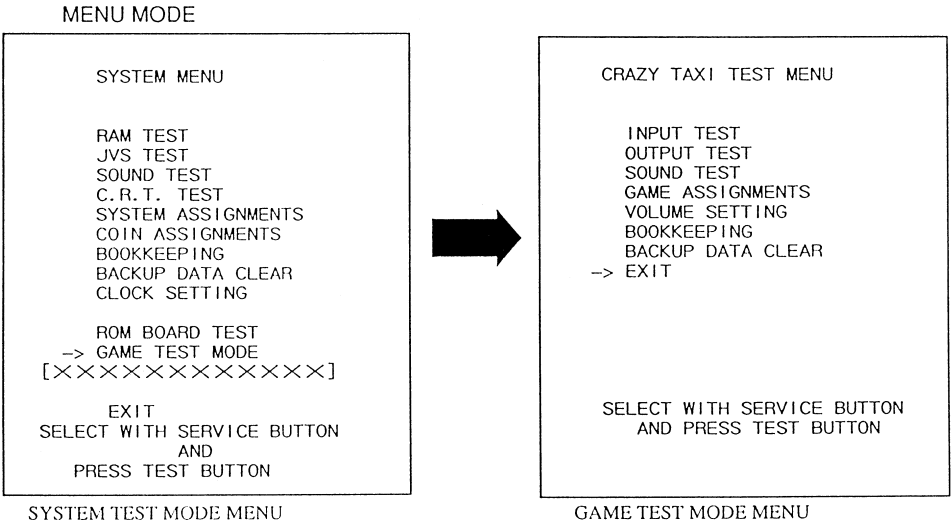 MENU MODE
SYSTEM MENU
RAM TEST
JVS TEST
SOUND TEST
C.R.T. TEST
SYSTEM ASSIGNMENTS
COIN ASSIGNMENTS
BOOKKEEPING
BACKUP DATA CLEAR
CLOCK SETTING
ROM BOARD TEST
-> GAME TEST MODE
[XXXXXXXXXXXX]
EXIT
SELECT WITH SERVICE BUTTON
AND
PRESS TEST BUTTON
SYSTEM TEST MODE MENU
CRAZY TAXI TEST MENU
INPUT TEST
OUTPUT TEST
SOUND TEST
GAME ASSIGNMENTS
VOLUME SETTING
BOOKKEEPING
BACKUP DATA CLEAR
-> EXIT
SELECT WITH SERVICE BUTTON
AND PRESS TEST BUTTON
GAME TEST MODE MENU